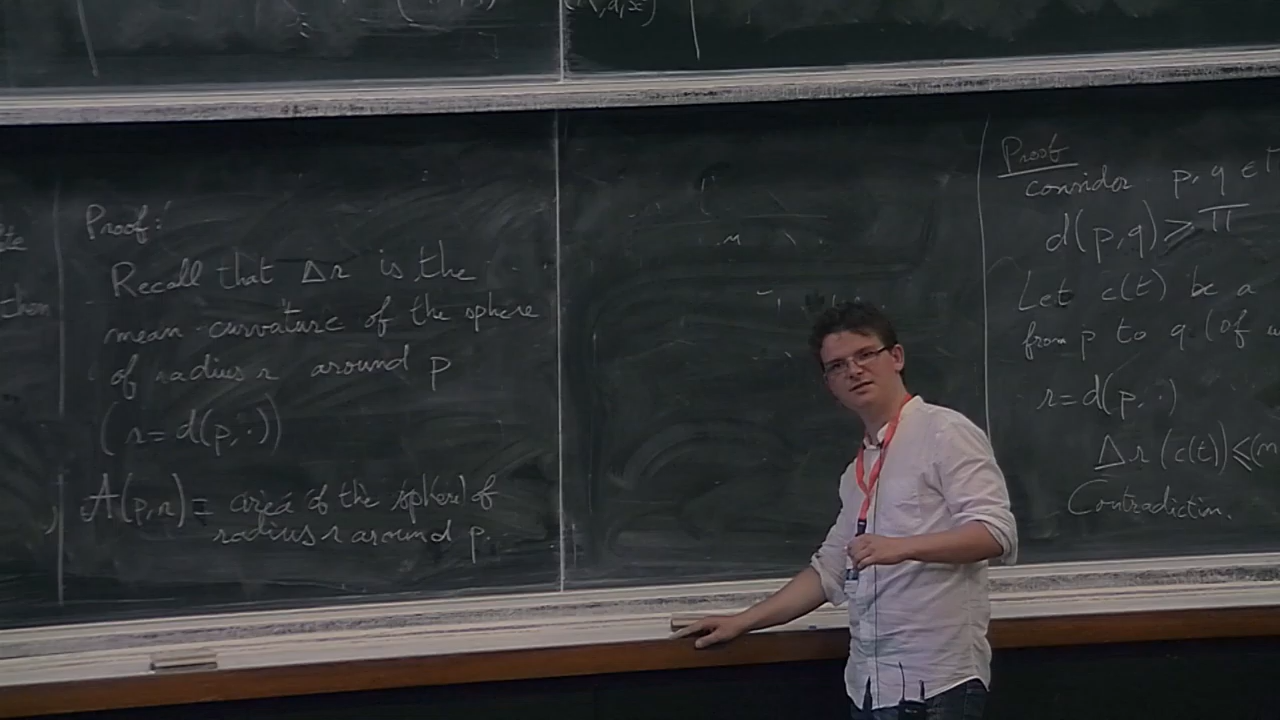 Proof:
Recall that Δr is the
mean curvature of the sphere
of radius r around p
(r = d(p, ·))
A(p,r) = area of the sphere of
radius r around p.
then
Proof
consider p, q ∈
d(p,q) ⩾ π
Let c(t) be a
from p to q. (of
r = d(p, ·)
Δr (c(t)) ⩽
Contradiction.